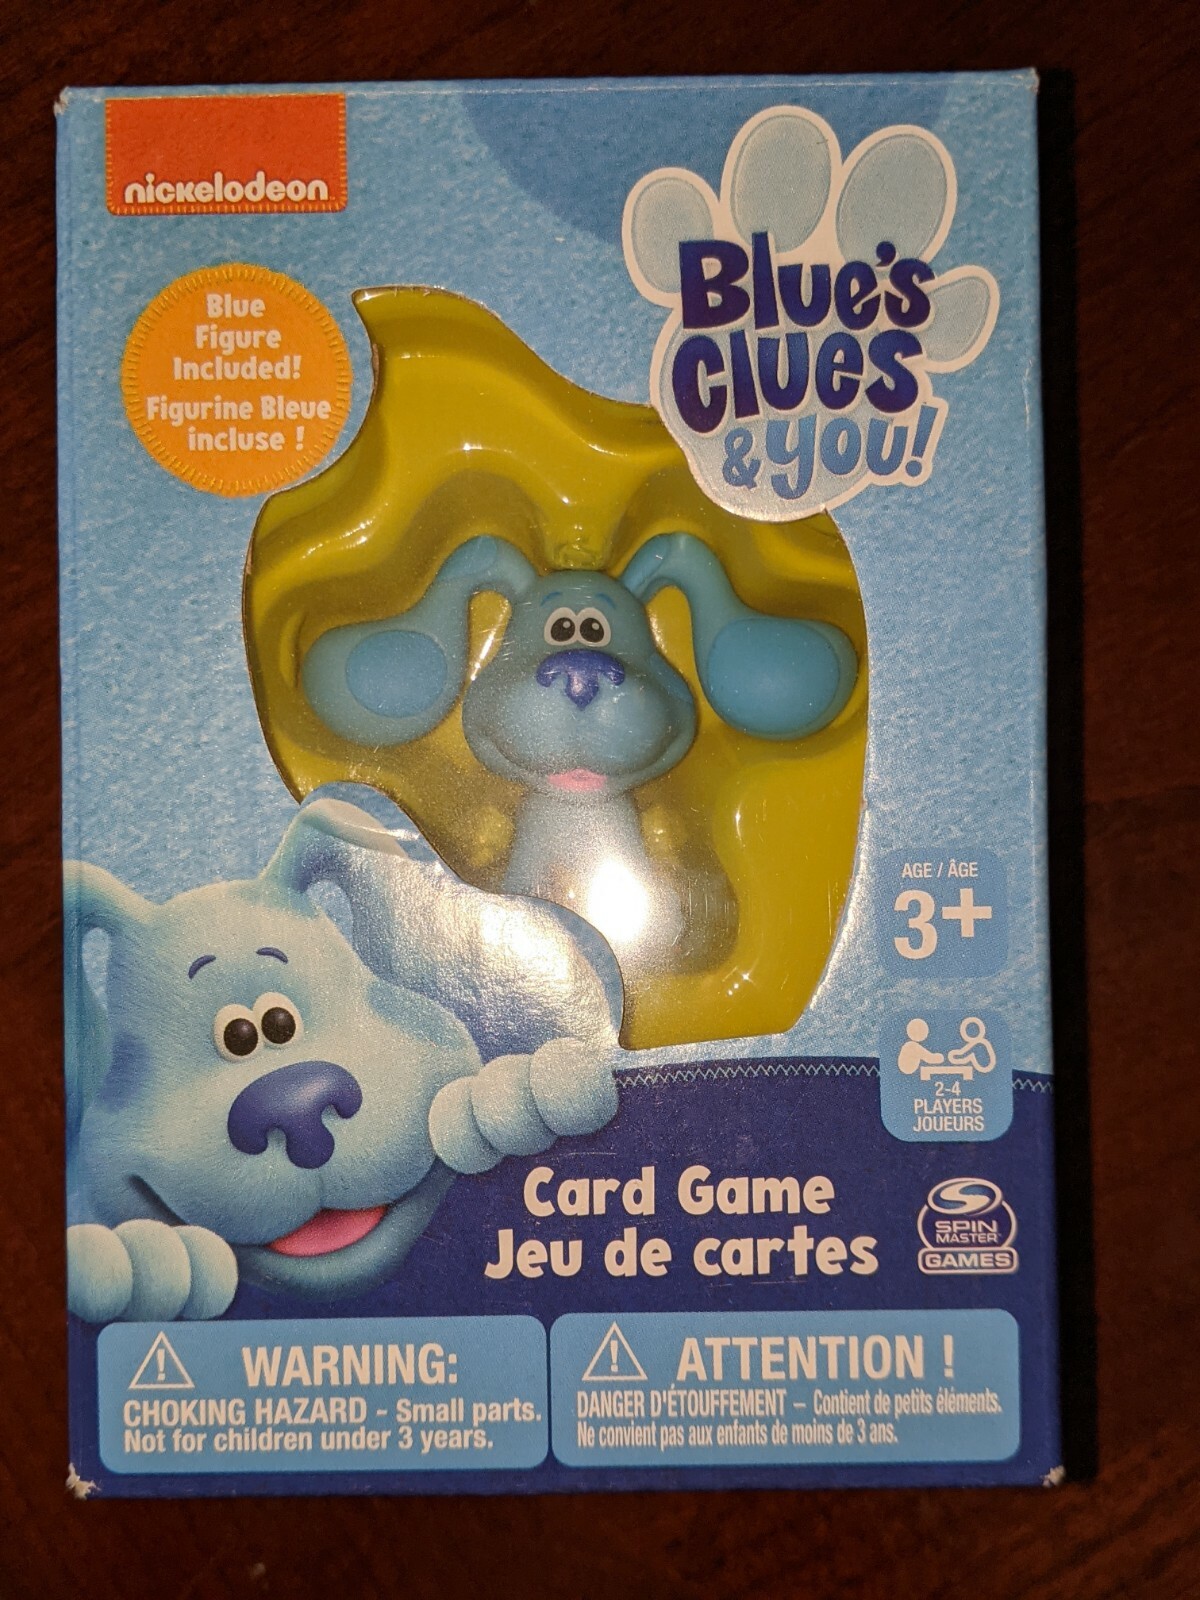 nickelodeon
Blue
Figure
Included!
Figurine Bleue
incluse !
Blue's
Clues
& you!
AGE / ÂGE
3+
2-4
PLAYERS
JOUEURS
Card Game
Jeu de cartes
SPIN
MASTER
GAMES
WARNING:
CHOKING HAZARD - Small parts.
Not for children under 3 years.
ATTENTION !
DANGER D'ÉTOUFFEMENT – Contient de petits éléments.
Ne convient pas aux enfants de moins de 3 ans.